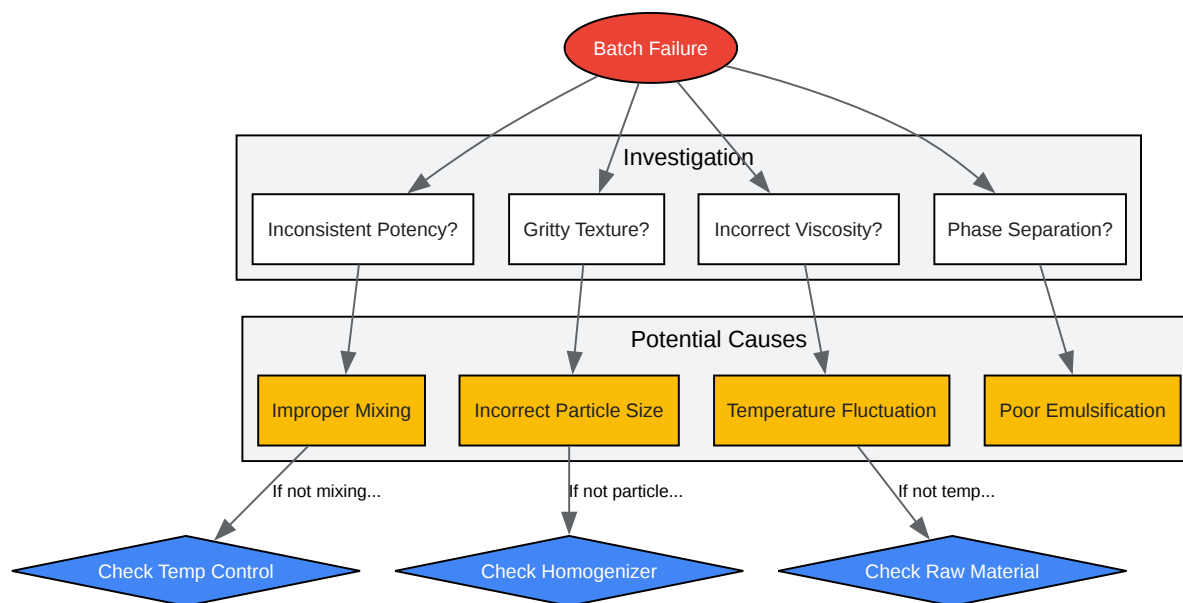 Batch Failure
Investigation
Inconsistent Potency?
Gritty Texture?
Incorrect Viscosity?
Phase Separation?
Potential Causes
Improper Mixing
Incorrect Particle Size
Temperature Fluctuation
Poor Emulsification
If not mixing...
If not particle...
If not temp...
Check Temp Control
Check Homogenizer
Check Raw Material